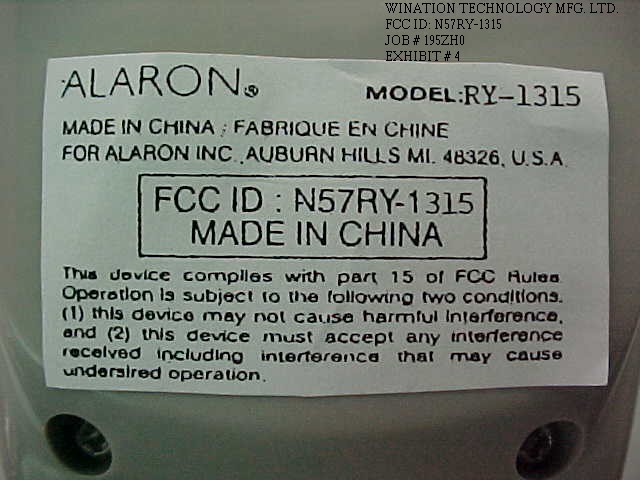 WINATION TECHNOLOGY MFG. LTD.
FCC ID: N57RY-1315
JOB # 195ZH0
EXHIBIT # 4
ALARON®
MODEL:RY-1315
MADE IN CHINA ; FABRIQUE EN CHINE
FOR ALARON INC., AUBURN HILLS MI. 48326, U.S.A.
FCC ID : N57RY-1315
MADE IN CHINA
This device complies with part 15 of FCC Rules.
Operation is subject to the following two conditions.
(1) this device may not cause harmful interference,
and (2) this device must accept any interference
received including interference that may cause
undersired operation.